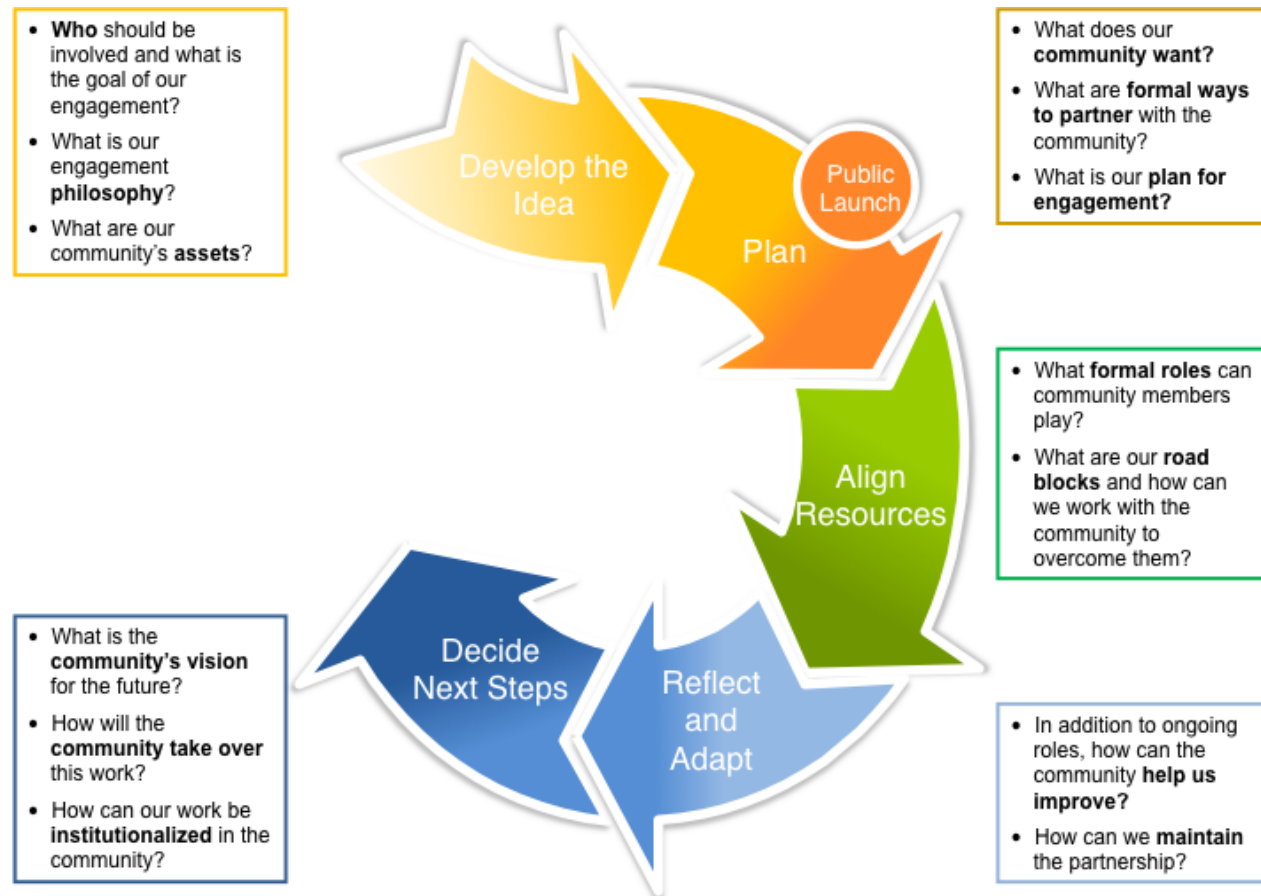 • Who should be
involved and what is
the goal of our
engagement?
• What is our
engagement
philosophy?
• What are our
community’s assets?
Develop the
Idea
Plan
Public
Launch
• What does our
community want?
• What are formal ways
to partner with the
community?
• What is our plan for
engagement?
Align
Resources
• What formal roles can
community members
play?
• What are our road
blocks and how can
we work with the
community to
overcome them?
Reflect
and
Adapt
• In addition to ongoing
roles, how can the
community help us
improve?
• How can we maintain
the partnership?
Decide
Next Steps
• What is the
community’s vision
for the future?
• How will the
community take over
this work?
• How can our work be
institutionalized in the
community?